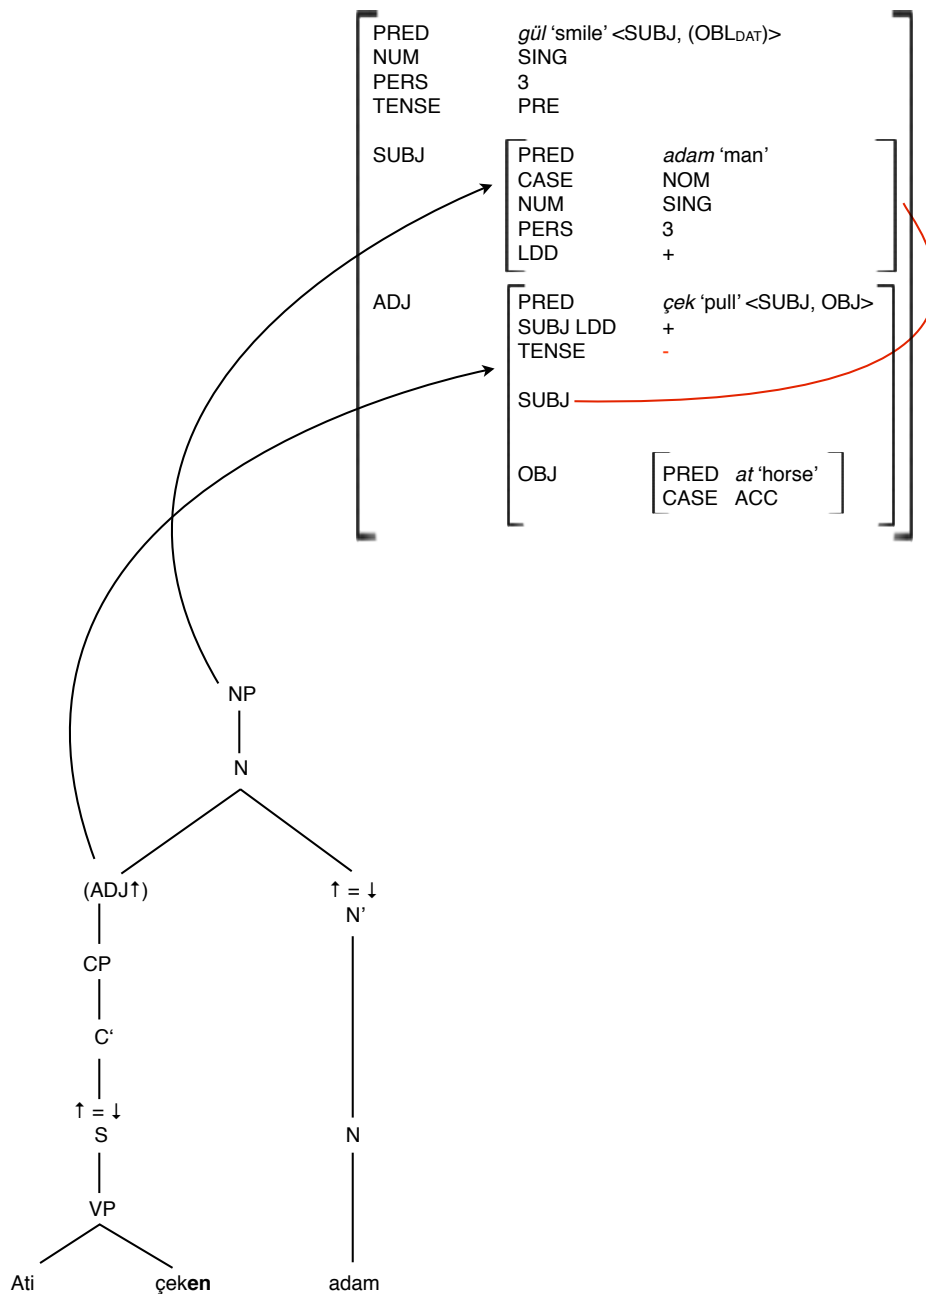 PRED gül ‘smile’ <SUBJ, (OBLDAT)>
NUM SING
PERS 3
TENSE PRE
SUBJ PRED adam ‘man’
CASE NOM
NUM SING
PERS 3
LDD +
ADJ PRED çek ‘pull’ <SUBJ, OBJ>
SUBJ LDD +
TENSE -
SUBJ
OBJ PRED at ‘horse’
CASE ACC
NP
N
(ADJ↑) ↑ = ↓
N’
CP
C‘
↑ = ↓
S N
VP
Ati çeken adam